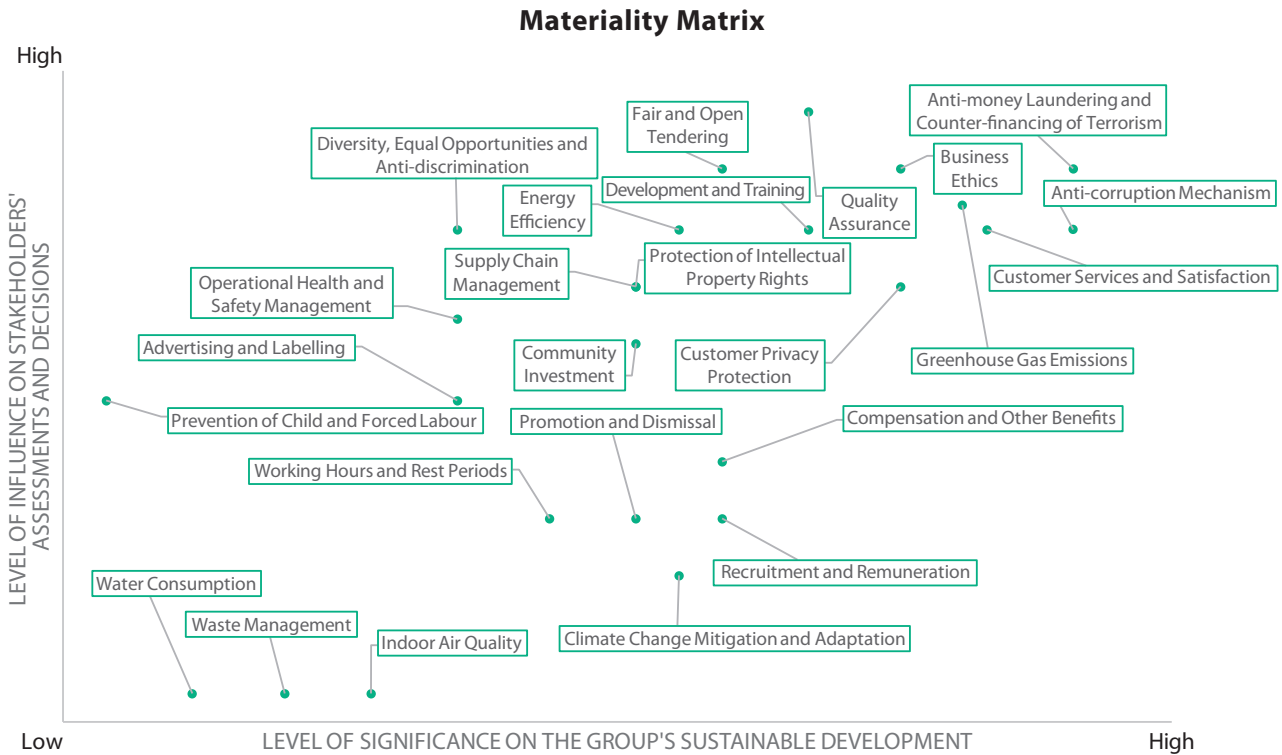 Materiality Matrix
High
LEVEL OF INFLUENCE ON STAKEHOLDERS'
ASSESSMENTS AND DECISIONS
Anti-money Laundering and
Counter-financing of Terrorism
Fair and Open
Tendering
Diversity, Equal Opportunities and
Anti-discrimination
Business
Ethics
Development and Training
Anti-corruption Mechanism
Energy
Efficiency
Quality
Assurance
Supply Chain
Management
Protection of Intellectual
Property Rights
Customer Services and Satisfaction
Operational Health and
Safety Management
Advertising and Labelling
Community
Investment
Customer Privacy
Protection
Greenhouse Gas Emissions
Prevention of Child and Forced Labour
Promotion and Dismissal
Compensation and Other Benefits
Working Hours and Rest Periods
Recruitment and Remuneration
Water Consumption
Waste Management
Indoor Air Quality
Climate Change Mitigation and Adaptation
Low
LEVEL OF SIGNIFICANCE ON THE GROUP'S SUSTAINABLE DEVELOPMENT
High